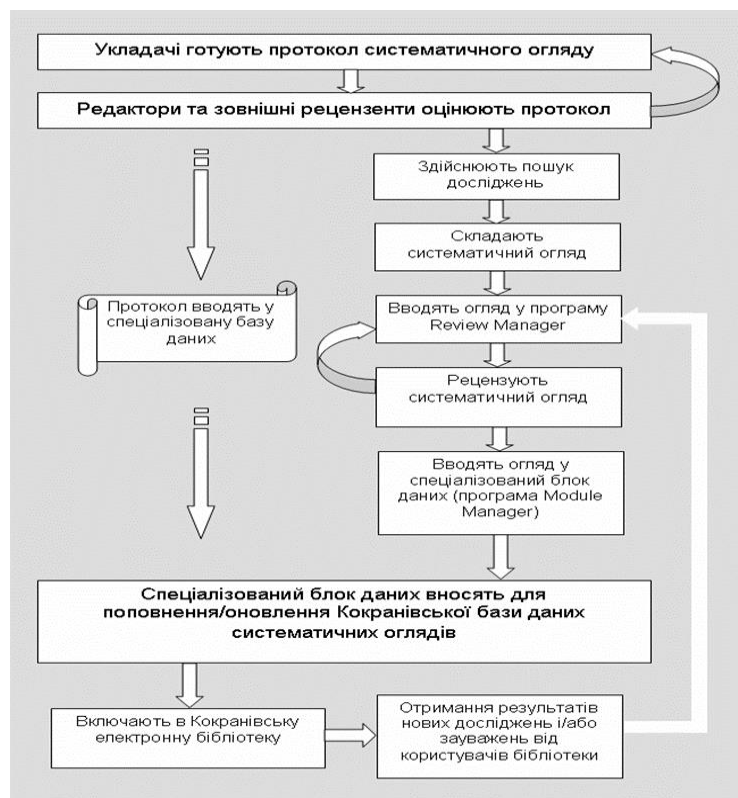 Укладачі готують протокол систематичного огляду
Редактори та зовнішні рецензенти оцінюють протокол
Здійснюють пошук
досліджень
Складають
систематичний огляд
Протокол вводять у
спеціалізовану базу
даних
Вводять огляд у програму
Review Manager
Рецензують
систематичний огляд
Вводять огляд у
спеціалізований блок
даних (програма Module
Manager)
Спеціалізований блок даних вносять для
поповнення/оновлення Кокранівської бази даних
систематичних оглядів
Включають в Кокранівську
електронну бібліотеку
Отримання результатів
нових досліджень і/або
зауважень від
користувачів бібліотеки